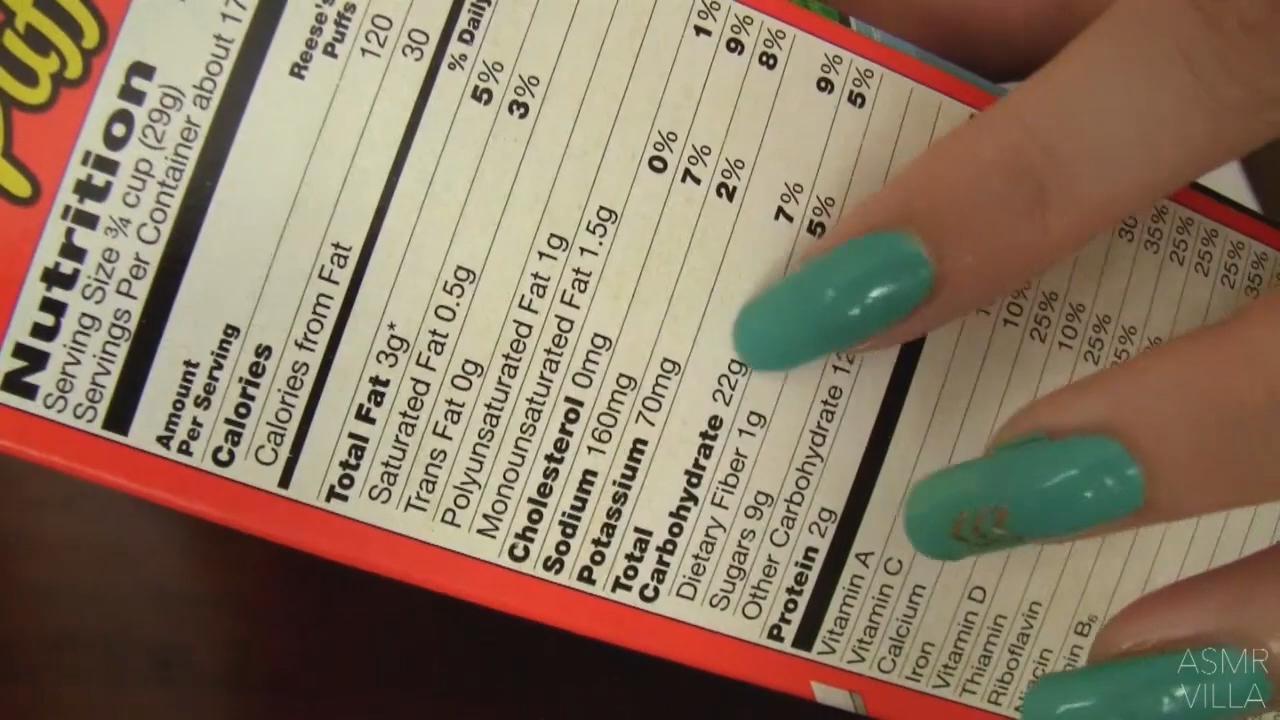 Nutrition
Serving Size 3/4 cup (29g)
Servings Per Container about 17
Amount
Per Serving
Reese's
Puffs
Calories 120
Calories from Fat 30
% Daily
Total Fat 3g* 5%
Saturated Fat 0.5g 3%
Trans Fat 0g
Polyunsaturated Fat 1g
Monounsaturated Fat 1.5g
Cholesterol 0mg 0% 1%
Sodium 160mg 7% 9%
Potassium 70mg 2% 8%
Total
Carbohydrate 22g 7% 9%
Dietary Fiber 1g 5% 5%
Sugars 9g
Other Carbohydrate
Protein 2g
Vitamin A
Vitamin C 10%
Calcium 25%
Iron 10%
Vitamin D 25%
Thiamin 35%
Riboflavin 25%
25%
25%
35%
ASMR
VILLA